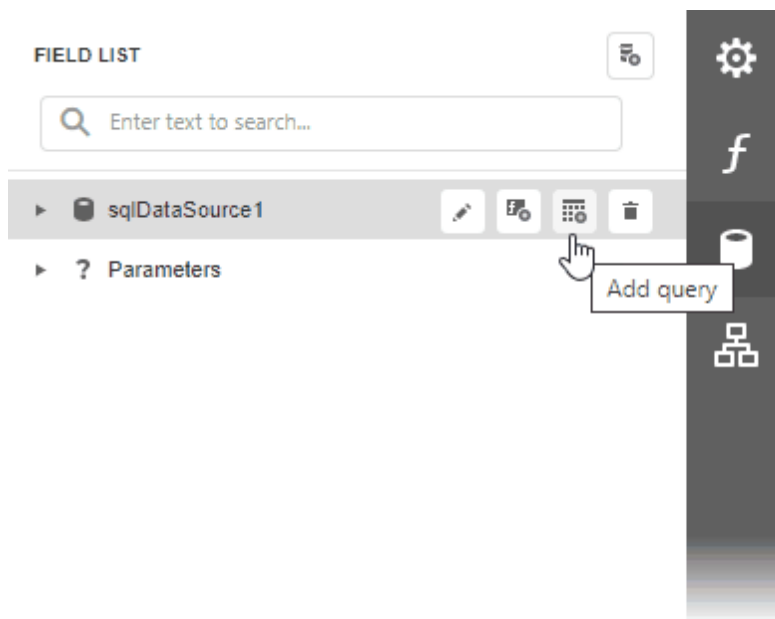 FIELD LIST
Enter text to search...
sqlDataSource1
Add query
? Parameters